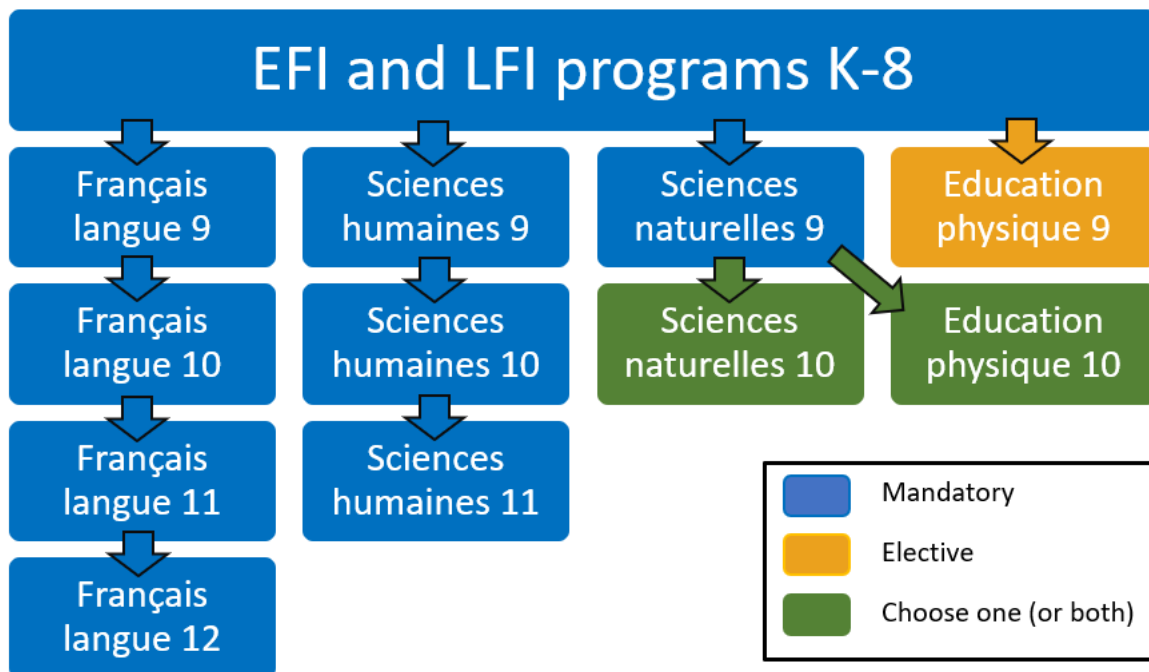 EFI and LFI programs K-8
Français
langue 9
Sciences
humaines 9
Sciences
naturelles 9
Education
physique 9
Français
langue 10
Sciences
humaines 10
Sciences
naturelles 10
Education
physique 10
Français
langue 11
Sciences
humaines 11
Français
langue 12
Mandatory
Elective
Choose one (or both)